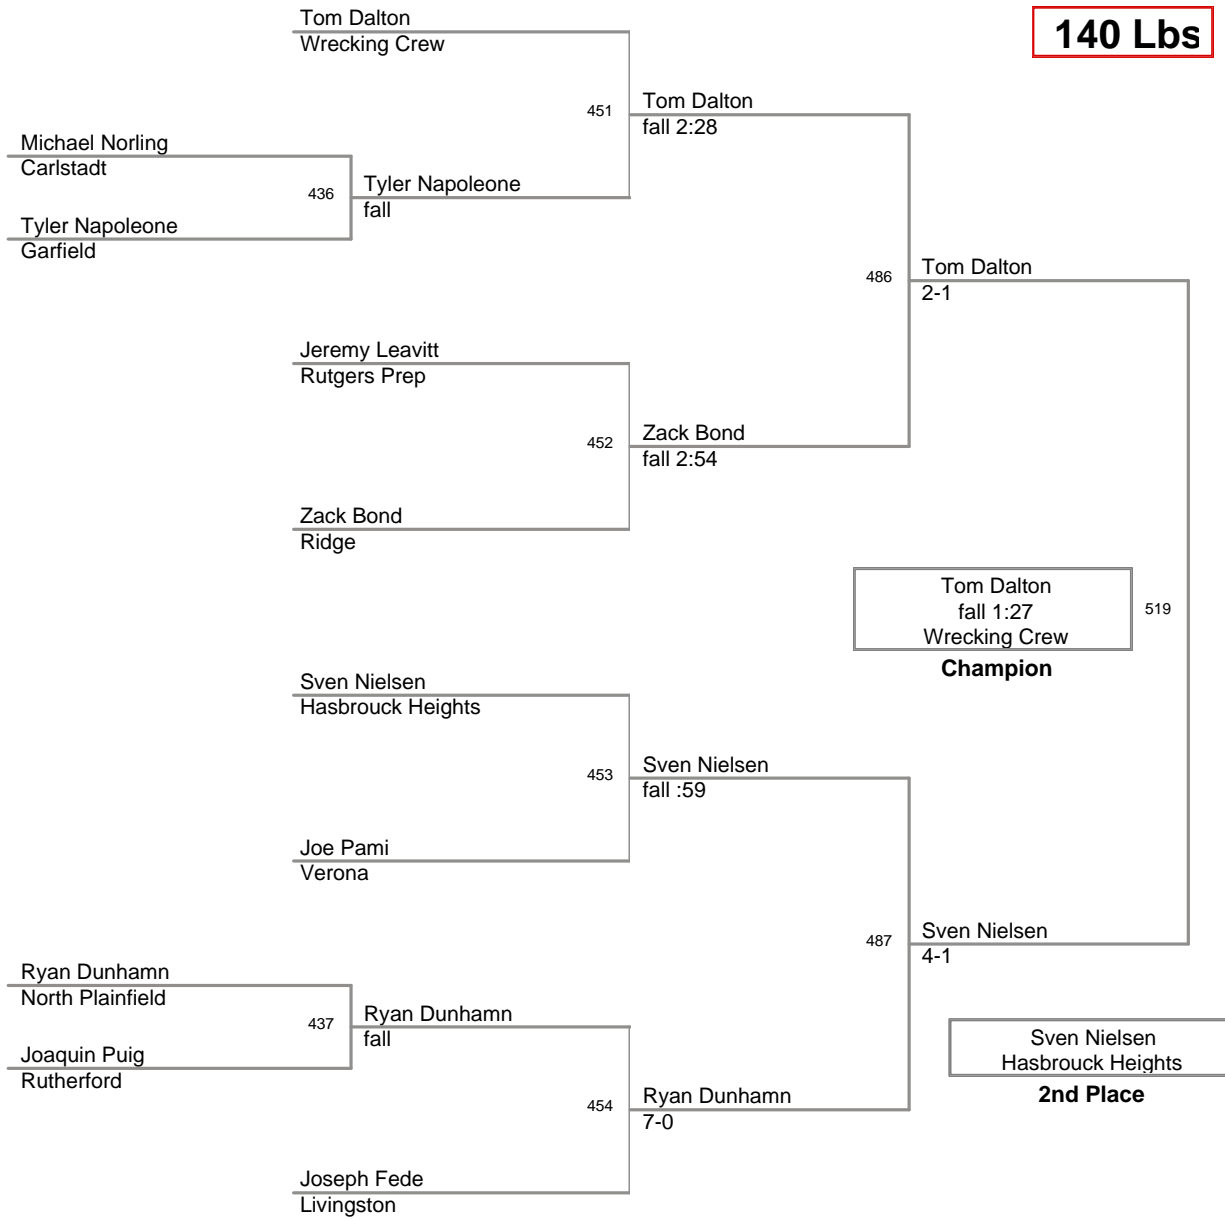 Tom Dalton
Wrecking Crew
140 Lbs
451
Tom Dalton
fall 2:28
Michael Norling
Carlstadt
436
Tyler Napoleone
fall
Tyler Napoleone
Garfield
486
Tom Dalton
2-1
Jeremy Leavitt
Rutgers Prep
452
Zack Bond
fall 2:54
Zack Bond
Ridge
Tom Dalton
fall 1:27
Wrecking Crew
519
Champion
Sven Nielsen
Hasbrouck Heights
453
Sven Nielsen
fall :59
Joe Pami
Verona
487
Sven Nielsen
4-1
Ryan Dunhamn
North Plainfield
437
Ryan Dunhamn
fall
Joaquin Puig
Rutherford
Sven Nielsen
Hasbrouck Heights
2nd Place
454
Ryan Dunhamn
7-0
Joseph Fede
Livingston